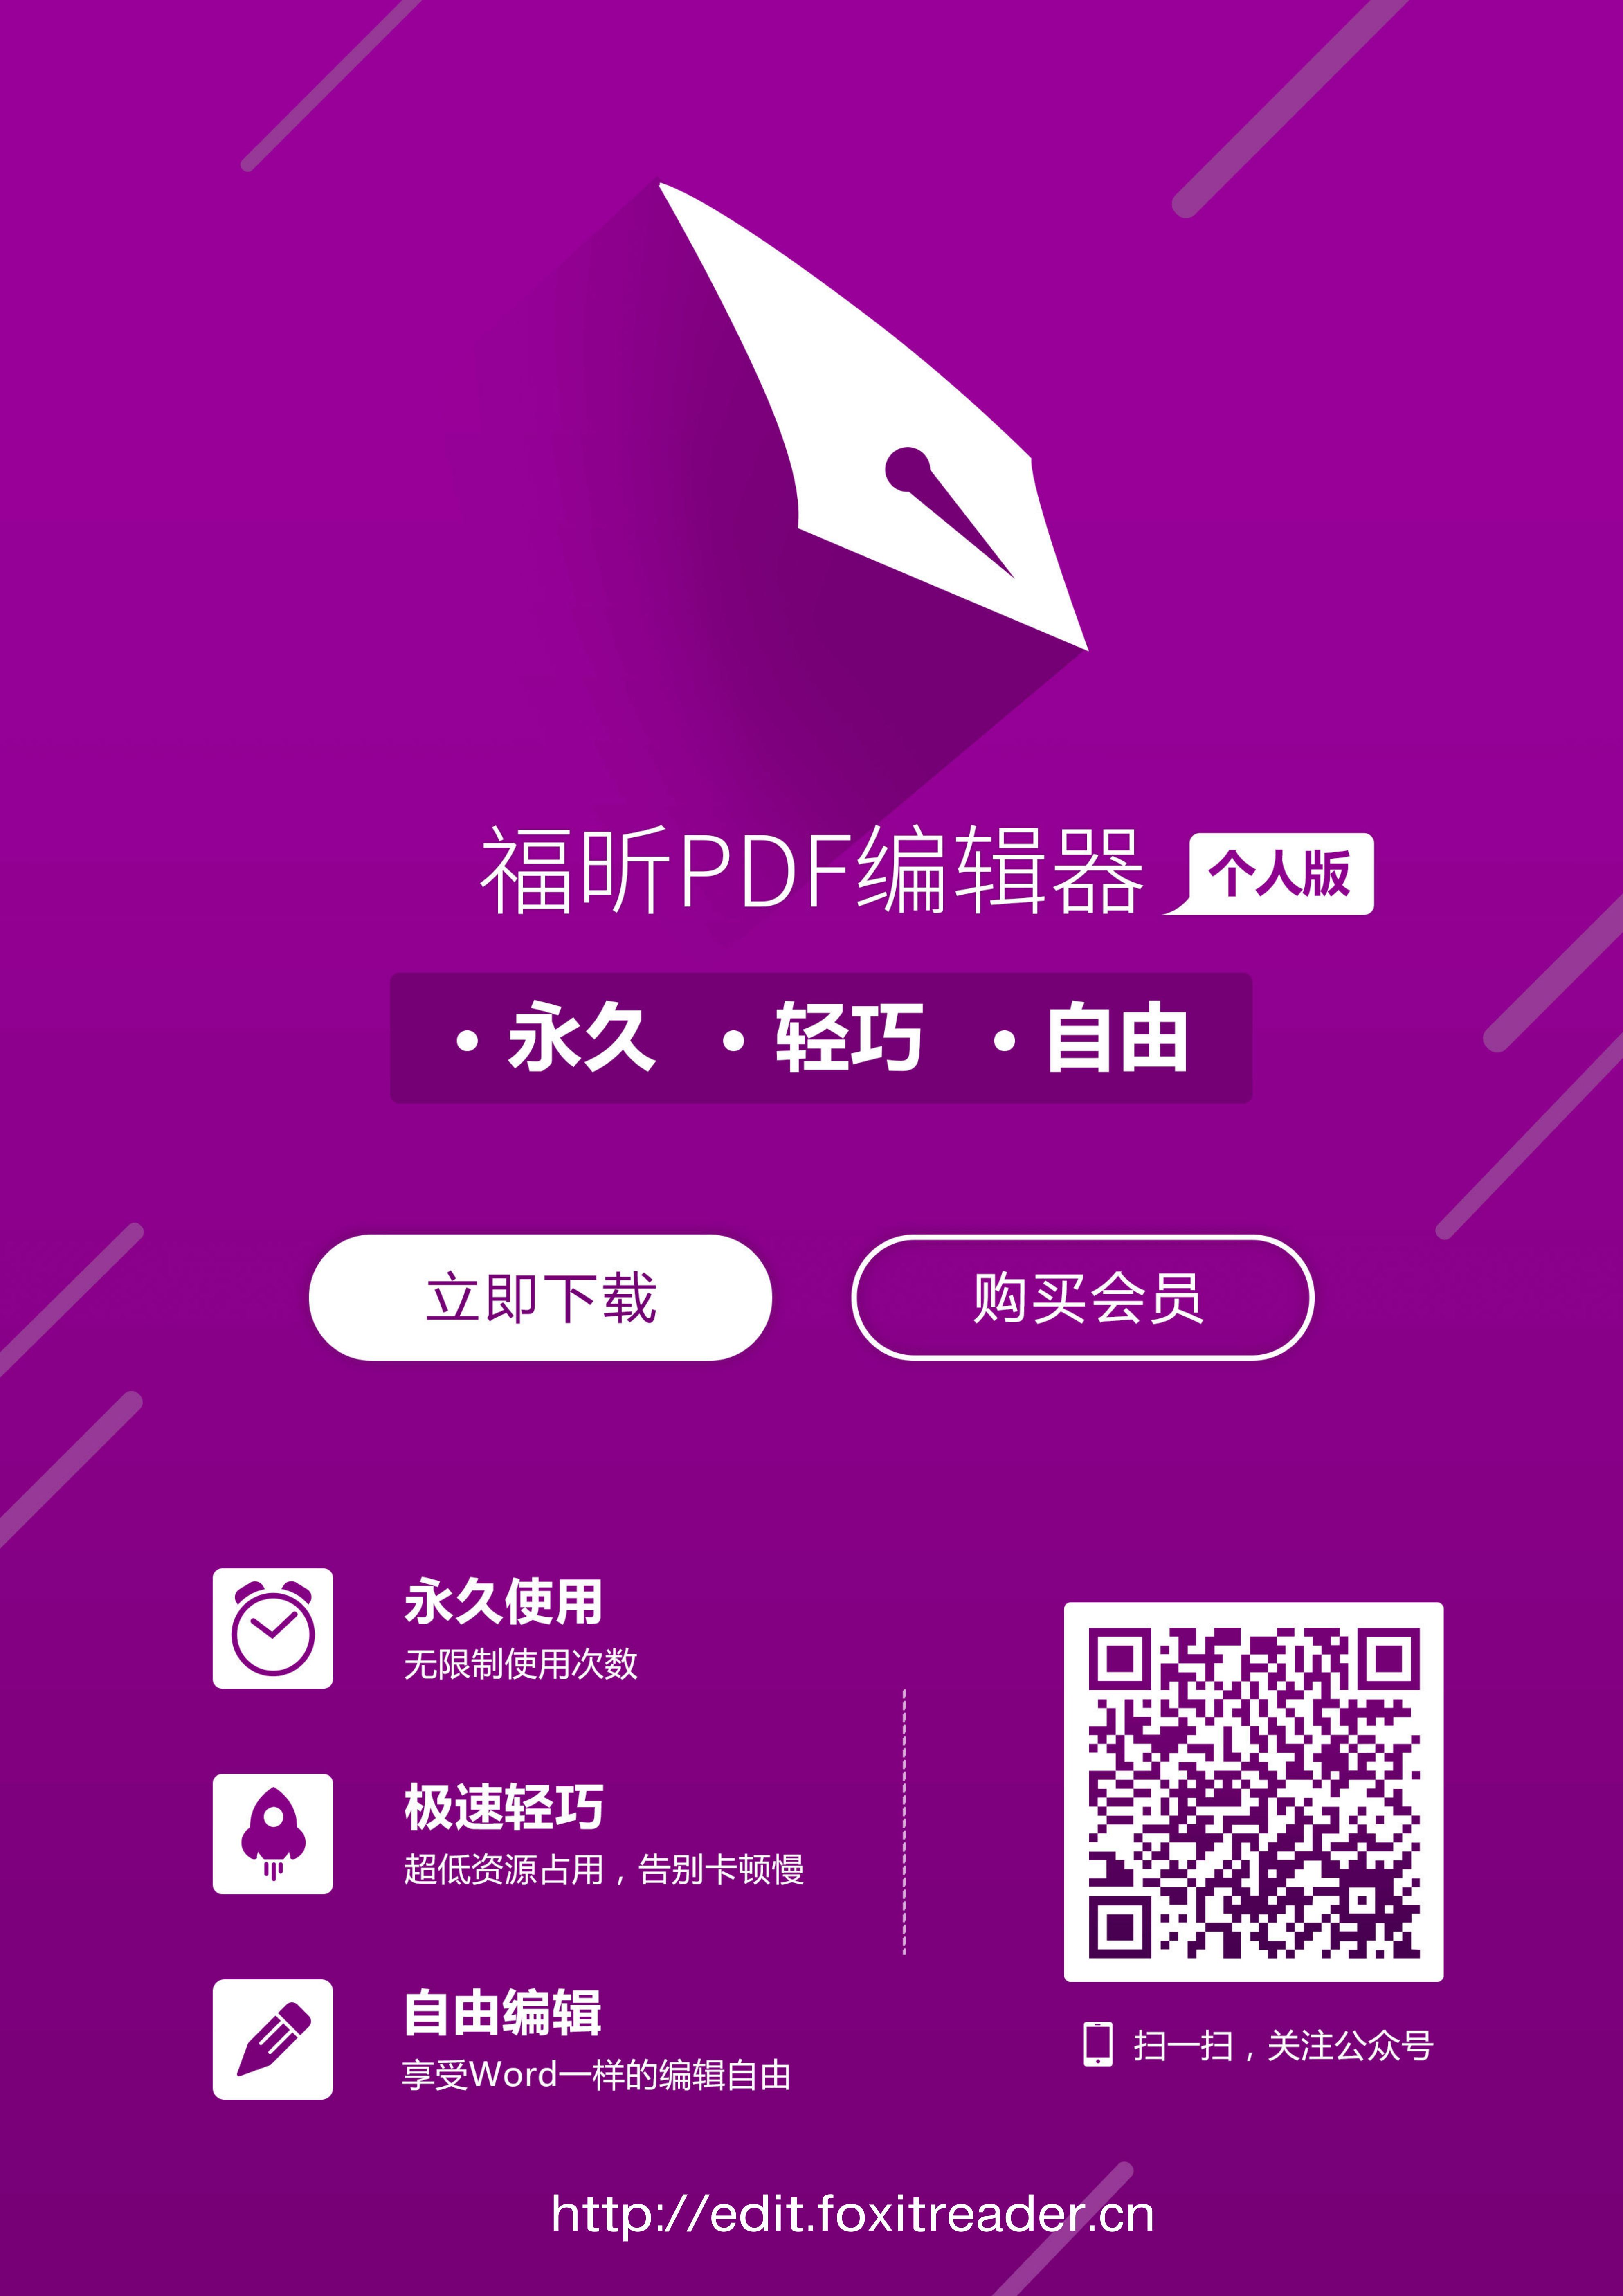 福昕PDF编辑器 个人版
• 永久 • 轻巧 • 自由
立即下载 购买会员
永久使用
无限制使用次数
极速轻巧
超低资源占用，告别卡顿慢
自由编辑
享受Word一样的编辑自由
扫一扫，关注公众号
http://edit.foxitreader.cn